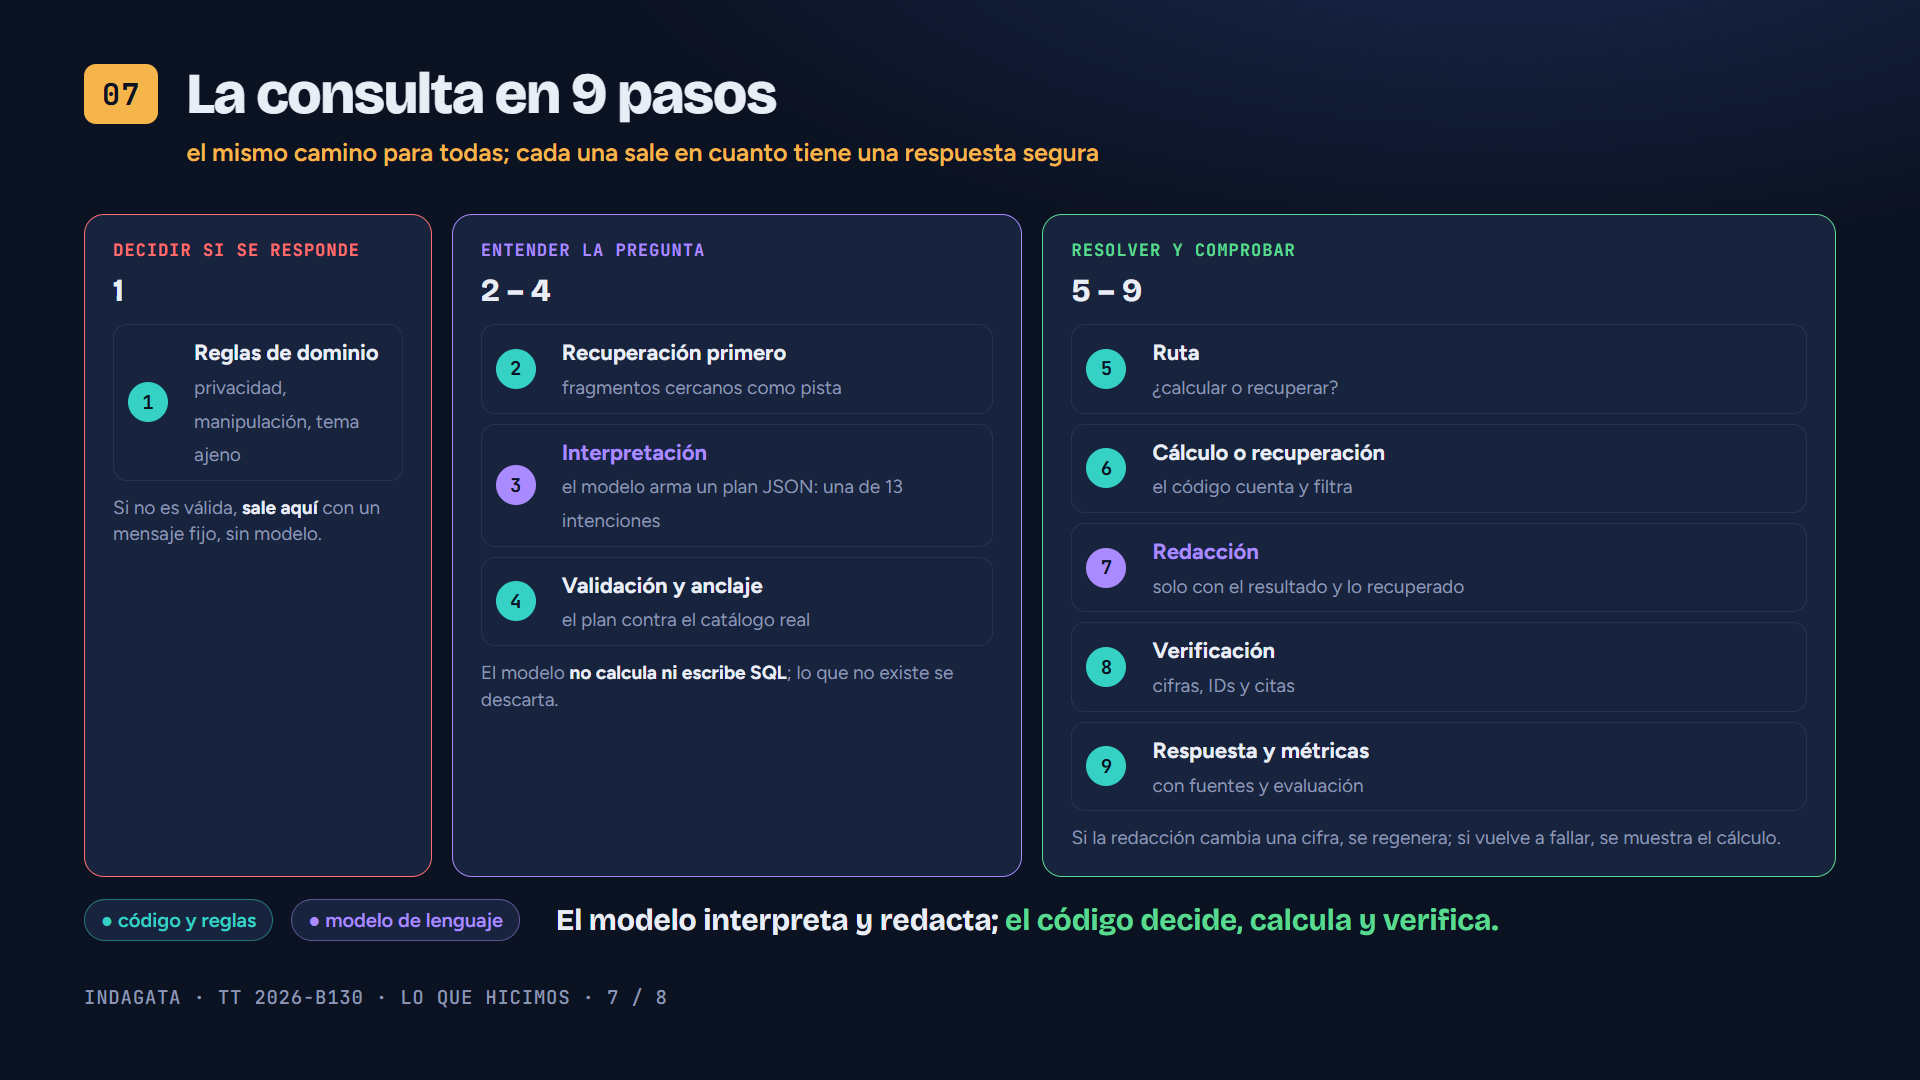 07
La consulta en 9 pasos
el mismo camino para todas; cada una sale en cuanto tiene una respuesta segura
DECIDIR SI SE RESPONDE
1
1
Reglas de dominio
privacidad,
manipulación, tema
ajeno
Si no es válida, sale aquí con un
mensaje fijo, sin modelo.
ENTENDER LA PREGUNTA
2 – 4
2
Recuperación primero
fragmentos cercanos como pista
3
Interpretación
el modelo arma un plan JSON: una de 13
intenciones
4
Validación y anclaje
el plan contra el catálogo real
El modelo no calcula ni escribe SQL; lo que no existe se
descarta.
RESOLVER Y COMPROBAR
5 – 9
5
Ruta
¿calcular o recuperar?
6
Cálculo o recuperación
el código cuenta y filtra
7
Redacción
solo con el resultado y lo recuperado
8
Verificación
cifras, IDs y citas
9
Respuesta y métricas
con fuentes y evaluación
Si la redacción cambia una cifra, se regenera; si vuelve a fallar, se muestra el cálculo.
● código y reglas
● modelo de lenguaje
El modelo interpreta y redacta; el código decide, calcula y verifica.
INDAGATA · TT 2026-B130 · LO QUE HICIMOS · 7 / 8